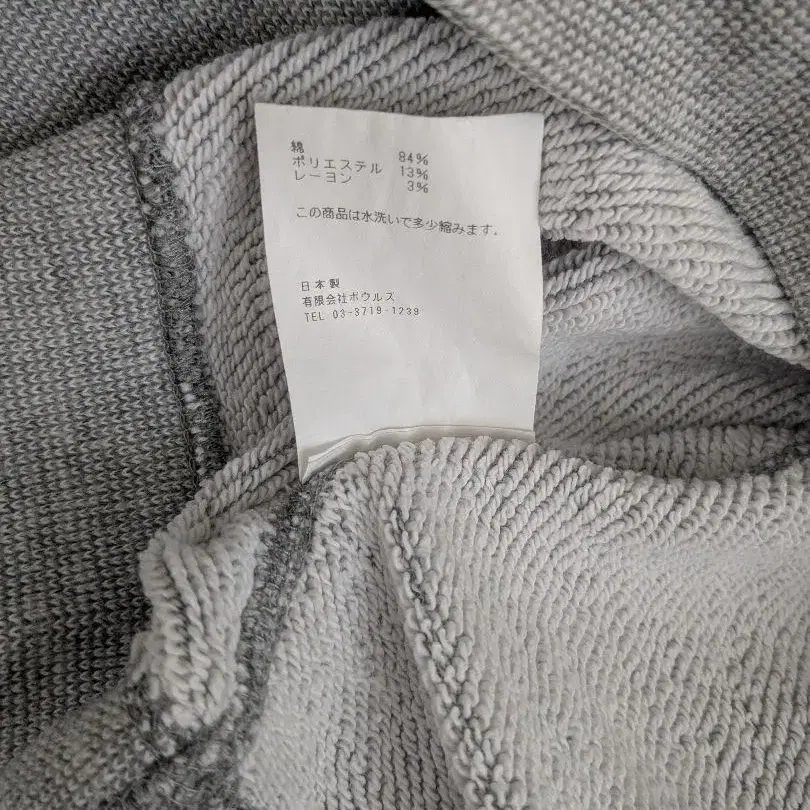 綿 84%
ポリエステル 13%
レーヨン 3%
この商品は水洗いで多少縮みます。
日本製
有限会社ボウルズ
TEL 03-3719-1239